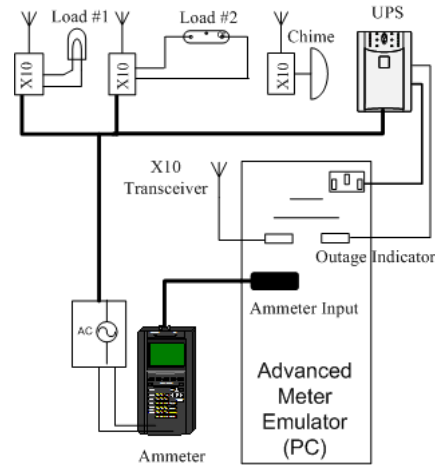 Load #1
Load #2
UPS
Chime
X10
X10
X10
X10
Transceiver
Outage Indicator
Ammeter Input
AC
Advanced
Meter
Emulator
(PC)
Ammeter